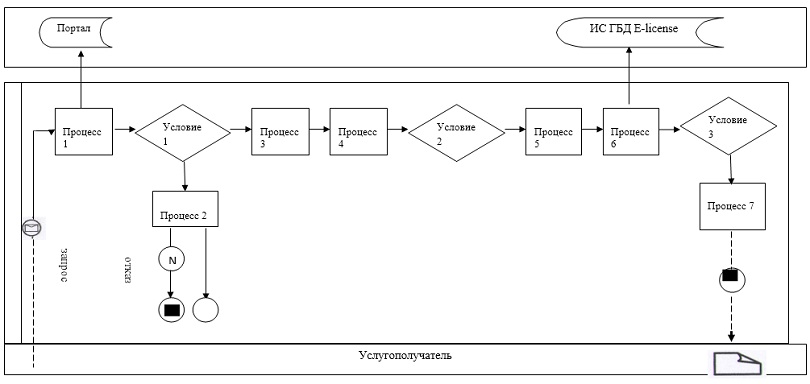 Портал
ИС ГБД E-license
Процесс
1
Условие
1
Процесс
3
Процесс
4
Условие
2
Процесс
5
Процесс
6
Условие
3
Процесс 2
Процесс 7
N
запрос
отказ
Услугополучатель